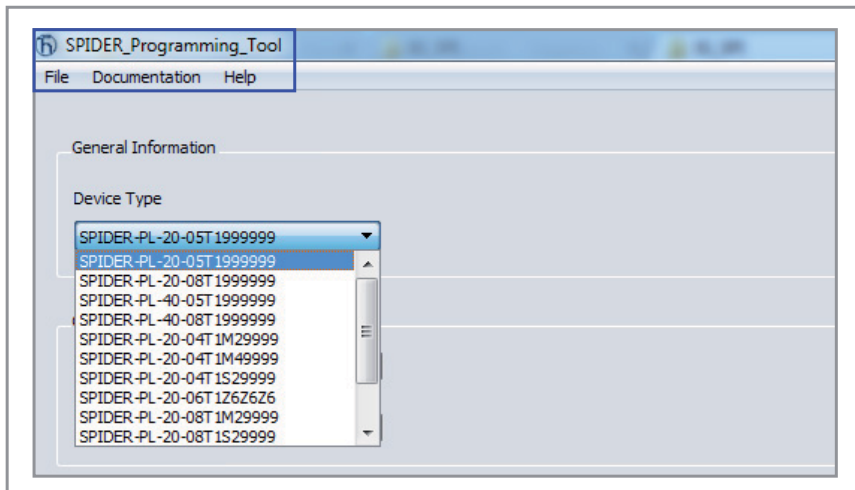 SPIDER_Programming_Tool
File Documentation Help
General Information
Device Type
SPIDER-PL-20-05T1999999
SPIDER-PL-20-05T1999999
SPIDER-PL-20-08T1999999
SPIDER-PL-40-05T1999999
SPIDER-PL-40-08T1999999
SPIDER-PL-20-04T1M29999
SPIDER-PL-20-04T1M49999
SPIDER-PL-20-04T1S29999
SPIDER-PL-20-06T1Z6Z6Z6
SPIDER-PL-20-08T1M29999
SPIDER-PL-20-08T1S29999